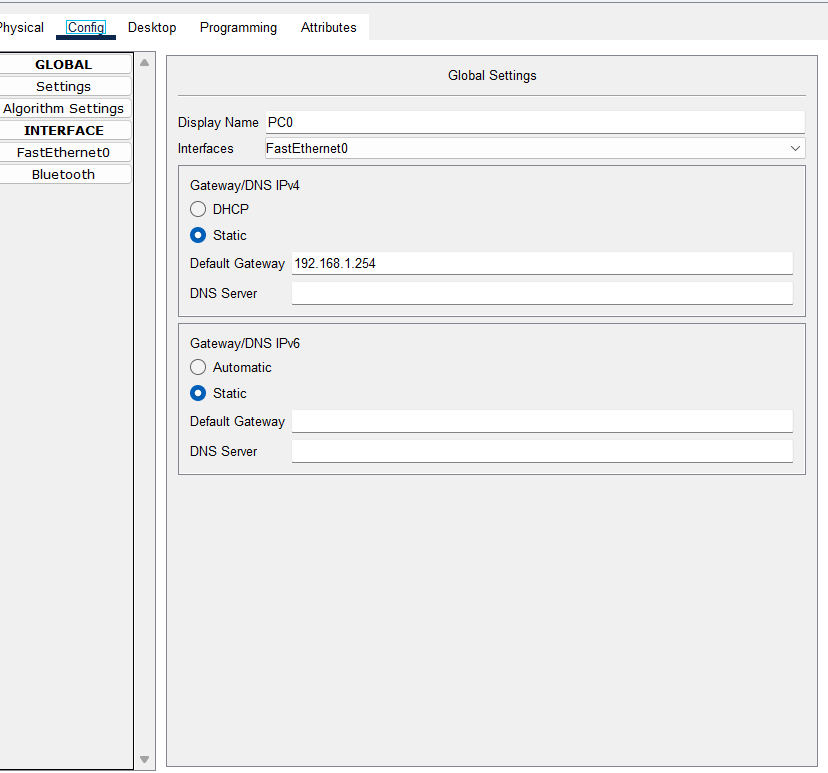 Physical Config Desktop Programming Attributes
GLOBAL
Settings
Algorithm Settings
INTERFACE
FastEthernet0
Bluetooth
Global Settings
Display Name PC0
Interfaces FastEthernet0
Gateway/DNS IPv4
DHCP
Static
Default Gateway 192.168.1.254
DNS Server
Gateway/DNS IPv6
Automatic
Static
Default Gateway
DNS Server